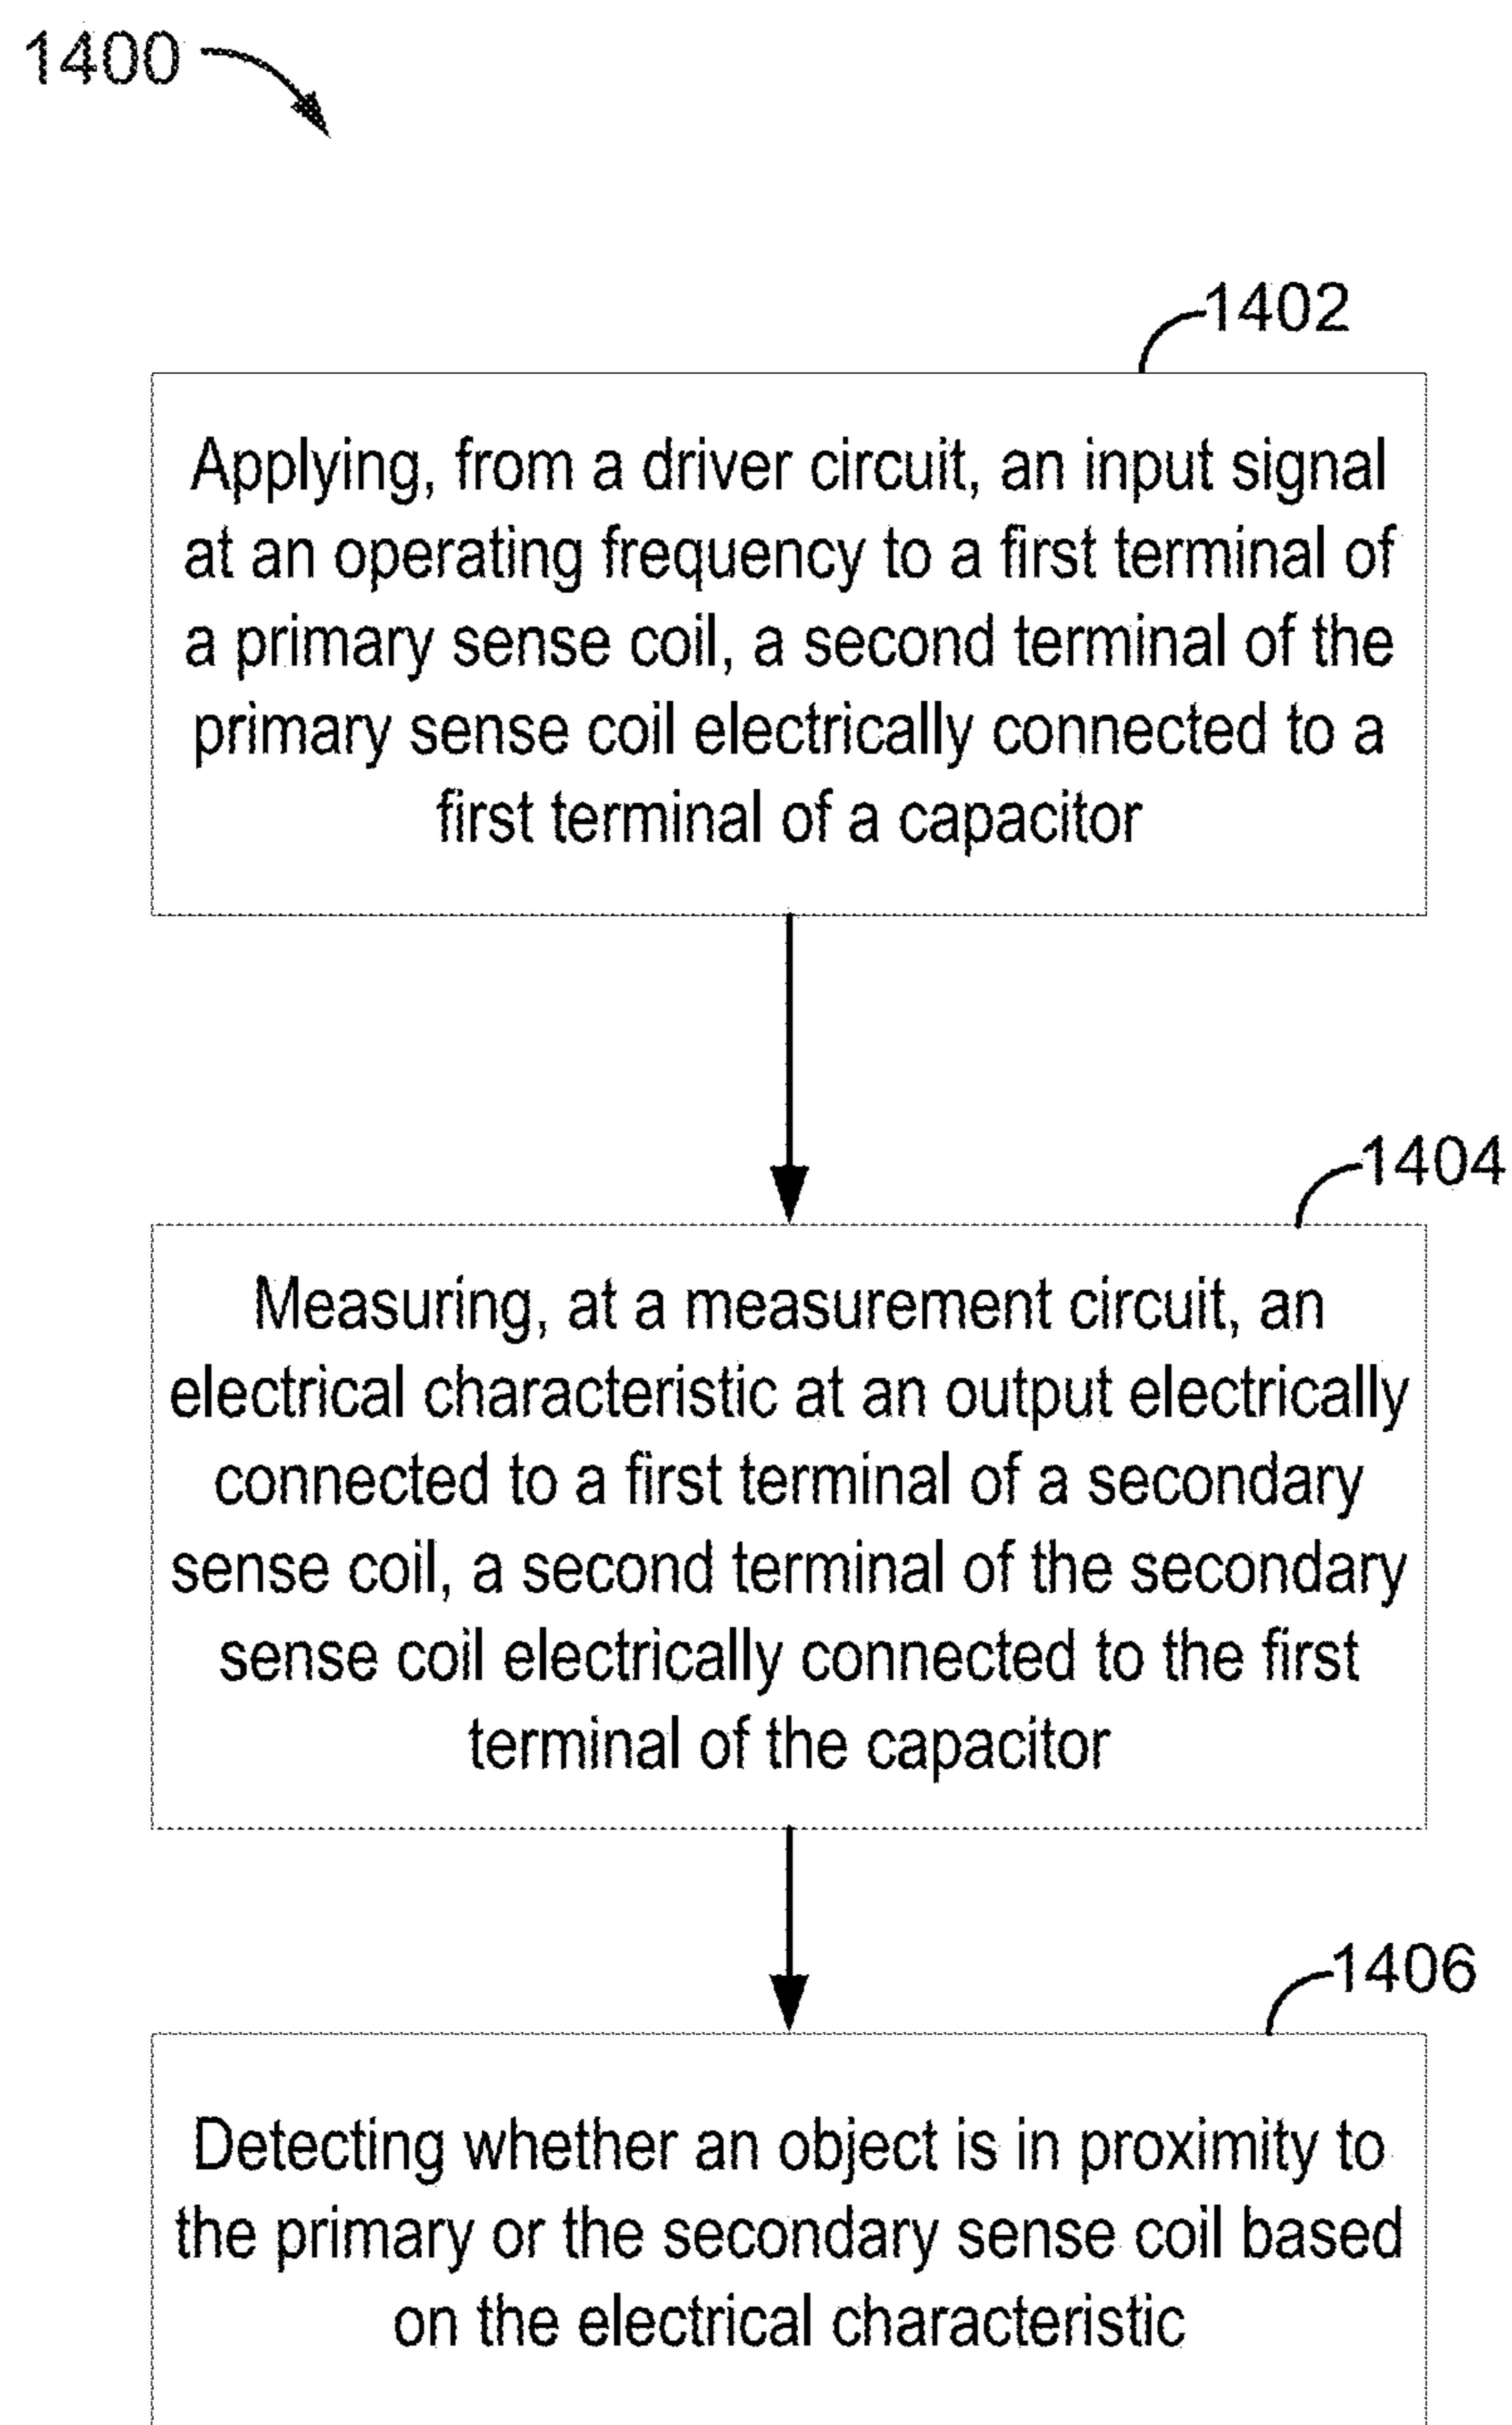 1400
1402
Applying, from a driver circuit, an input signal
at an operating frequency to a first terminal of
a primary sense coil, a second terminal of the
primary sense coil electrically connected to a
first terminal of a capacitor
1404
Measuring, at a measurement circuit, an
electrical characteristic at an output electrically
connected to a first terminal of a secondary
sense coil, a second terminal of the secondary
sense coil electrically connected to the first
terminal of the capacitor
1406
Detecting whether an object is in proximity to
the primary or the secondary sense coil based
on the electrical characteristic